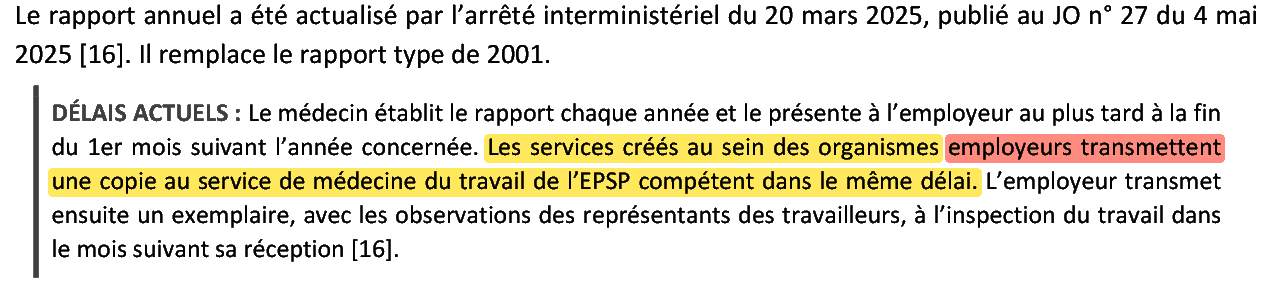 Le rapport annuel a été actualisé par l’arrêté interministériel du 20 mars 2025, publié au JO n° 27 du 4 mai
2025 [16]. Il remplace le rapport type de 2001.
DÉLAIS ACTUELS : Le médecin établit le rapport chaque année et le présente à l’employeur au plus tard à la fin
du 1er mois suivant l’année concernée. Les services créés au sein des organismes employeurs transmettent
une copie au service de médecine du travail de l’EPSP compétent dans le même délai. L’employeur transmet
ensuite un exemplaire, avec les observations des représentants des travailleurs, à l’inspection du travail dans
le mois suivant sa réception [16].